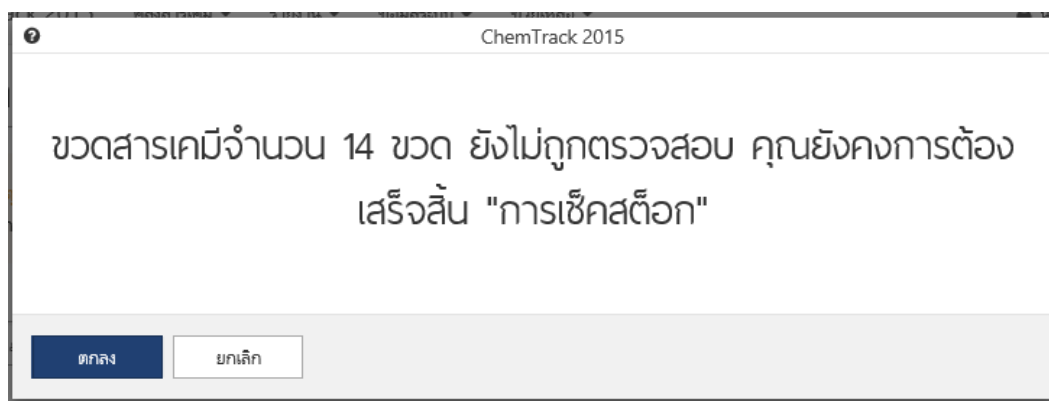 ChemTrack 2015
ขวดสารเคมีจำนวน 14 ขวด ยังไม่ถูกตรวจสอบ คุณยังคงการต้อง
เสร็จสิ้น "การเช็คสต็อก"
ตกลง
ยกเลิก